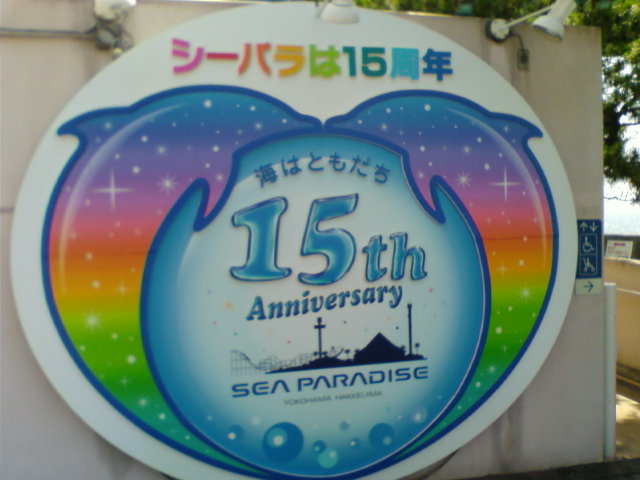 シーパラは15周年
海はともだち
15th
Anniversary
SEA PARADISE
YOKOHAMA HAKKEIJIMA